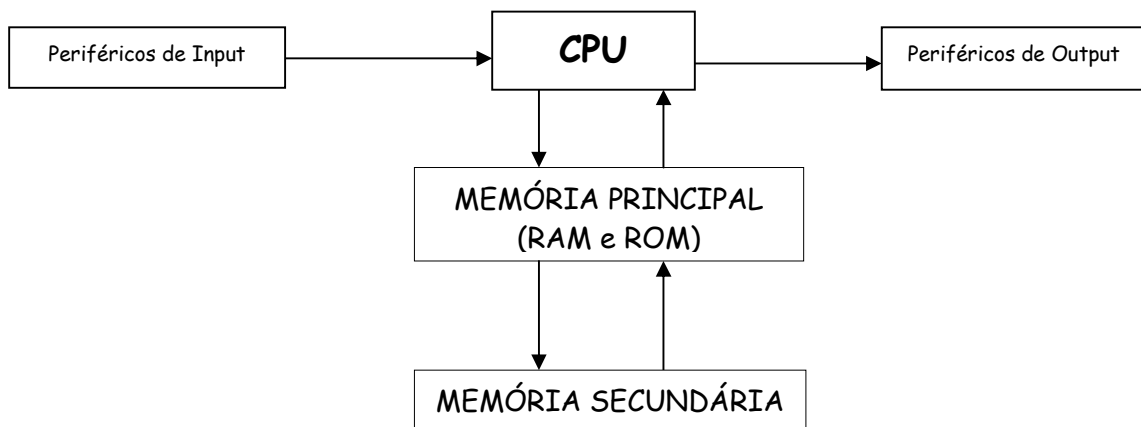 Periféricos de Input
CPU
Periféricos de Output
MEMÓRIA PRINCIPAL
(RAM e ROM)
MEMÓRIA SECUNDÁRIA